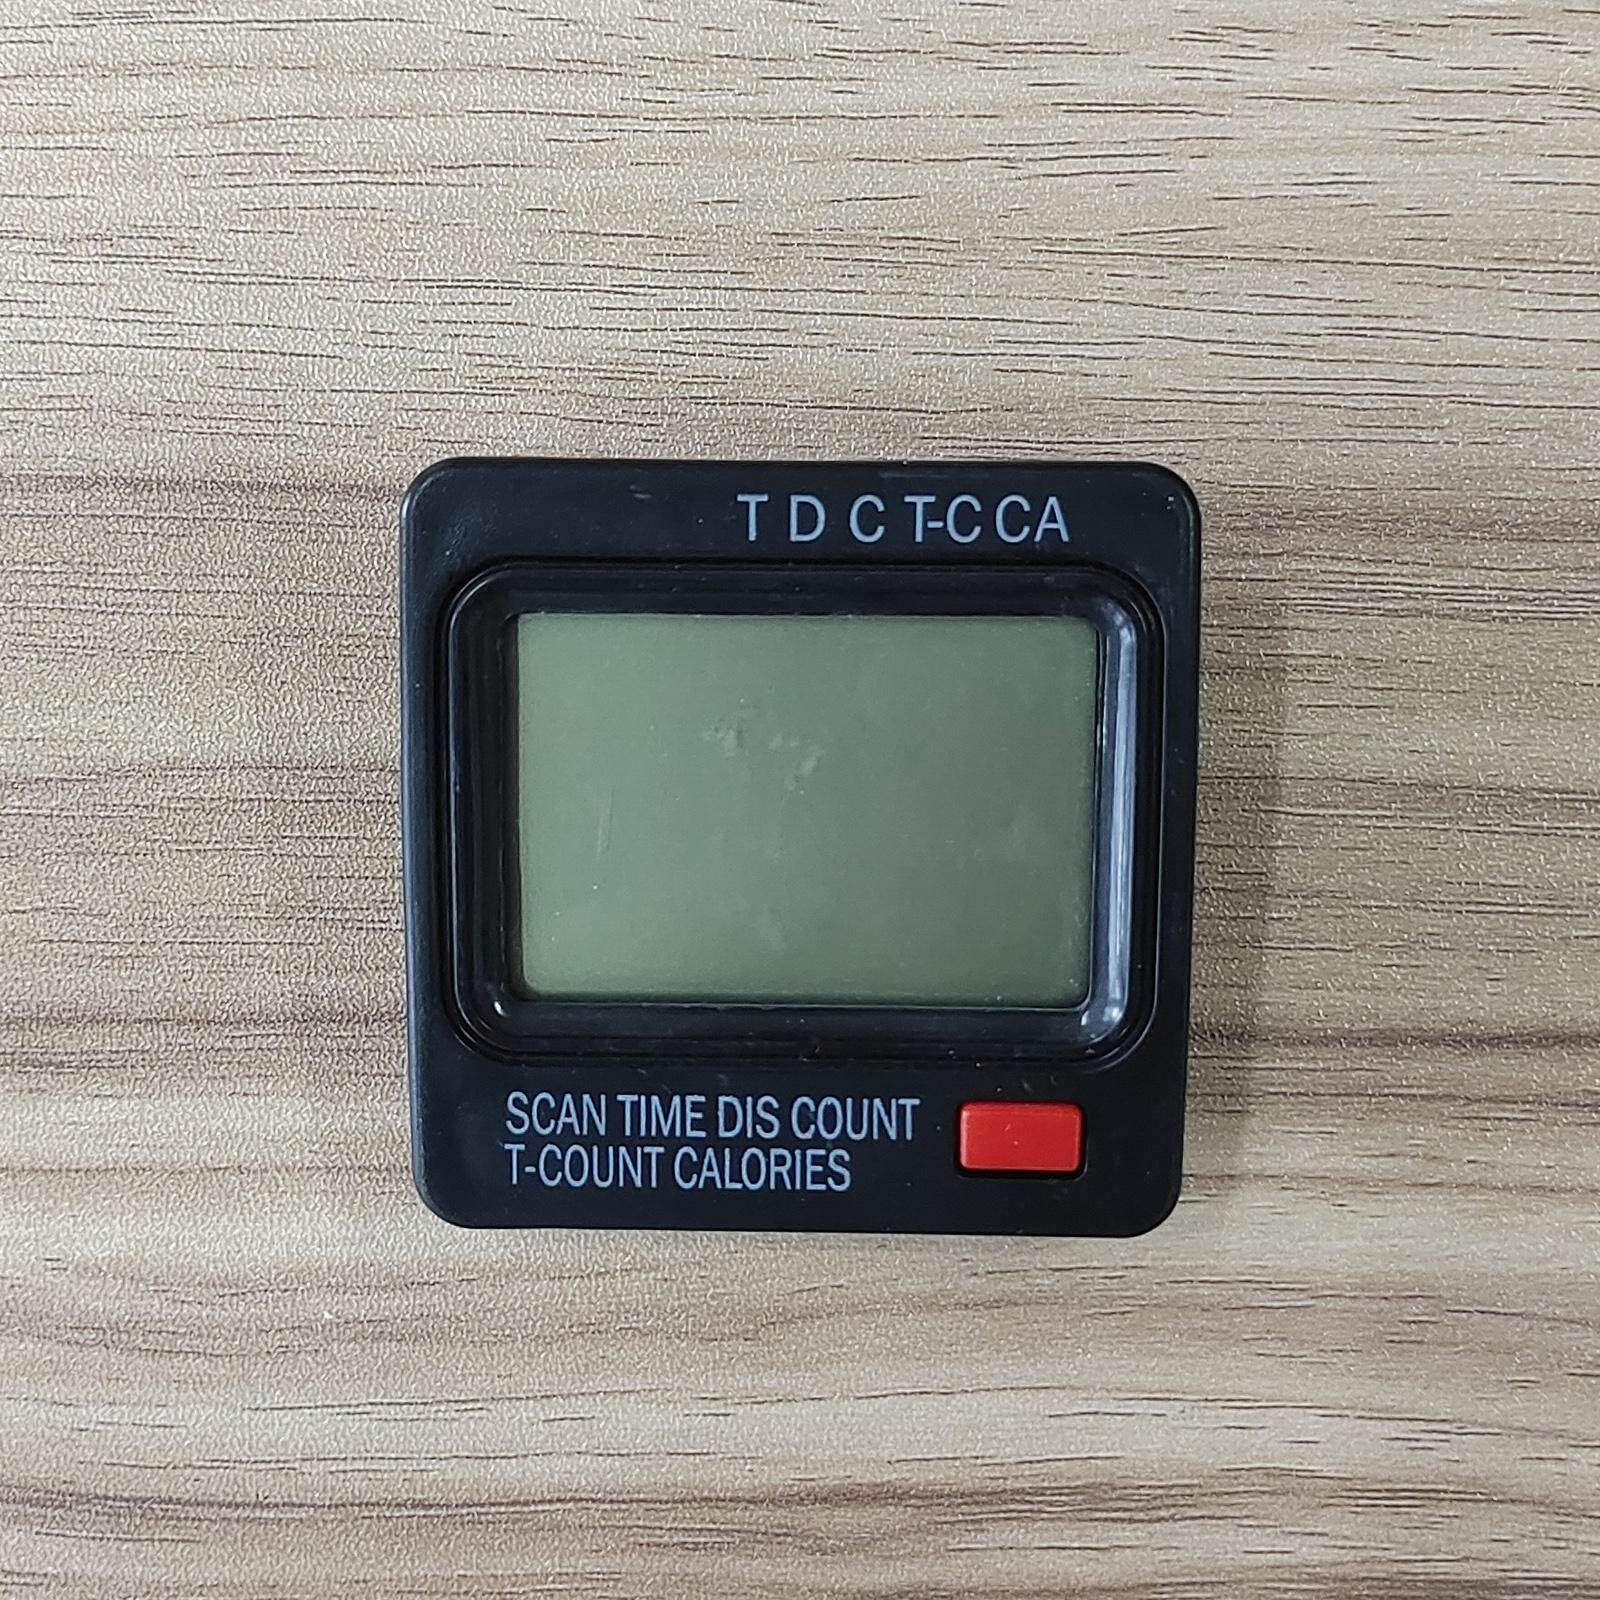 T D C T-C CA
SCAN TIME DIS COUNT
T-COUNT CALORIES